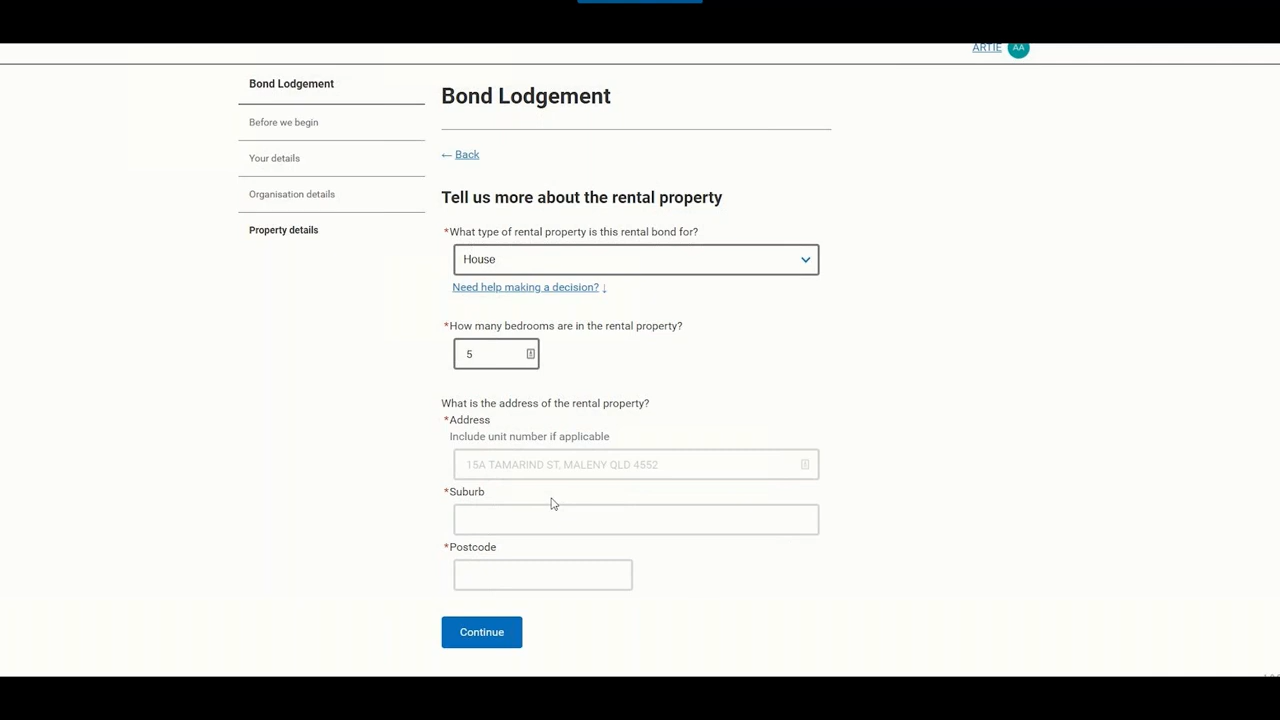 ARTIE AA
Bond Lodgement
Before we begin
Your details
Organisation details
Property details
Bond Lodgement
← Back
Tell us more about the rental property
*What type of rental property is this rental bond for?
House
Need help making a decision? ↓
*How many bedrooms are in the rental property?
5
What is the address of the rental property?
*Address
Include unit number if applicable
15A TAMARIND ST, MALENY QLD 4552
*Suburb
*Postcode
Continue